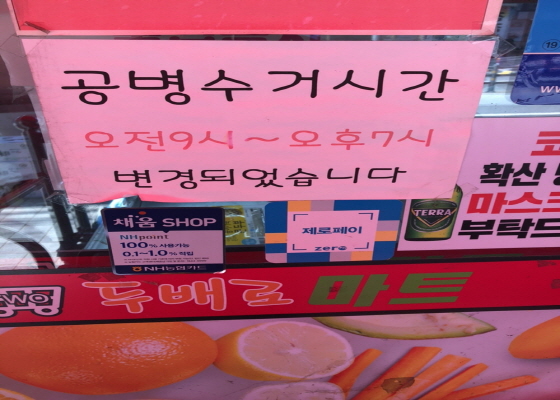 공병수거시간
오전9시~오후7시
변경되었습니다
채움 SHOP
NHpoint
100% 사용가능
0.1~1.0% 적립
NH농협카드
제로페이
zero
TERRA
확산
마스크
부탁드
TWO
두배로 마트
19